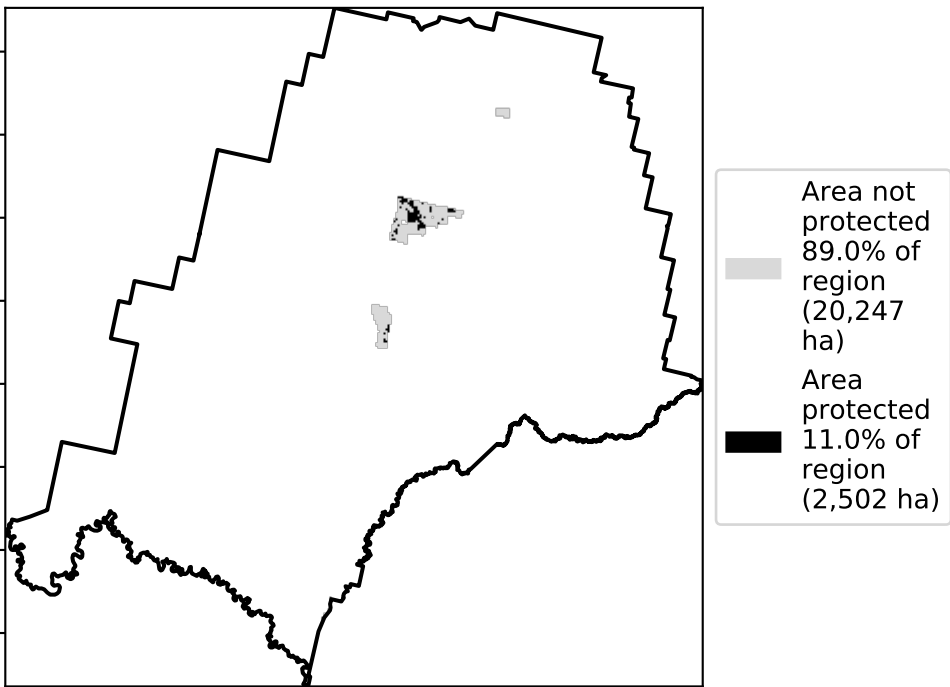 Area not
protected
89.0% of
region
(20,247
ha)
Area
protected
11.0% of
region
(2,502 ha)